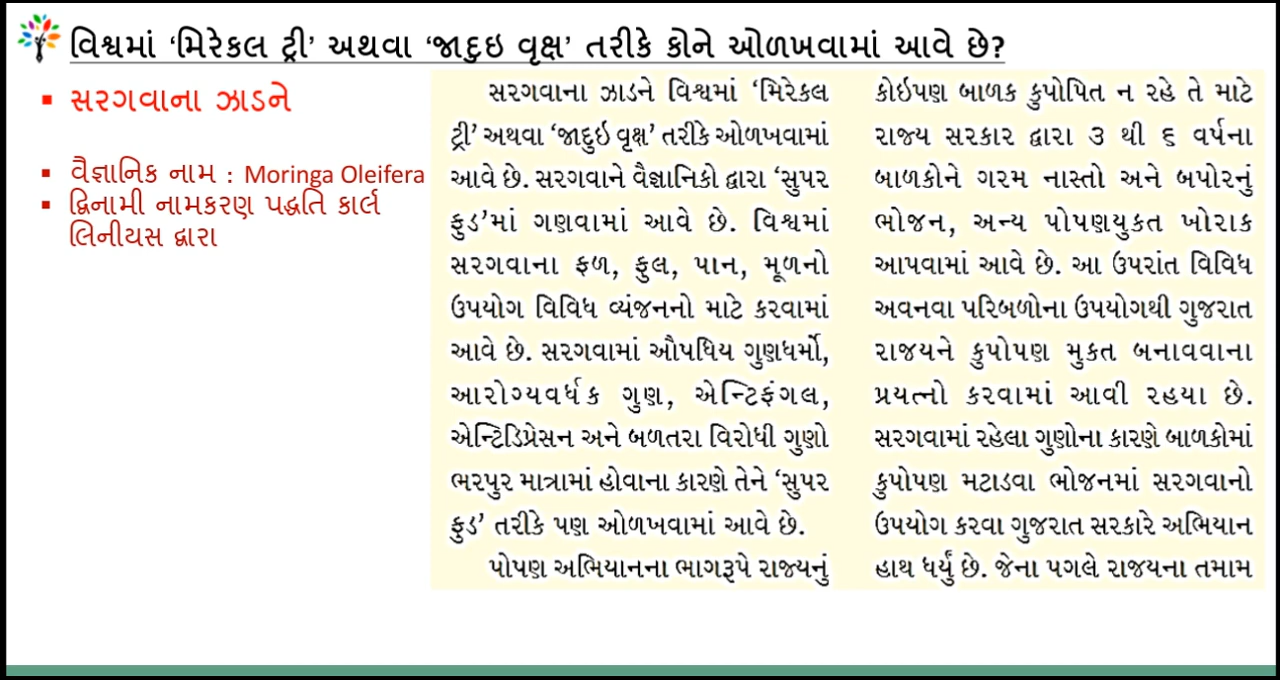 વિશ્વમાં ‘મિરેકલ ટ્રી’ અથવા ‘જાદુઇ વૃક્ષ’ તરીકે કોને ઓળખવામાં આવે છે?
▪ સરગવાના ઝાડને
▪ વૈજ્ઞાનિક નામ : Moringa Oleifera
▪ દ્વિનામી નામકરણ પદ્ધતિ કાર્લ
લિનીયસ દ્વારા
સરગવાના ઝાડને વિશ્વમાં ‘મિરેકલ
ટ્રી’ અથવા ‘જાદુઇ વૃક્ષ’ તરીકે ઓળખવામાં
આવે છે. સરગવાને વૈજ્ઞાનિકો દ્વારા ‘સુપર
ફુડ’માં ગણવામાં આવે છે. વિશ્વમાં
સરગવાના ફળ, ફુલ, પાન, મૂળનો
ઉપયોગ વિવિધ વ્યંજનનો માટે કરવામાં
આવે છે. સરગવામાં ઔષધિય ગુણધર્મો,
આરોગ્યવર્ધક ગુણ, એન્ટિફંગલ,
એન્ટિડિપ્રેસન અને બળતરા વિરોધી ગુણો
ભરપુર માત્રામાં હોવાના કારણે તેને ‘સુપર
ફુડ’ તરીકે પણ ઓળખવામાં આવે છે.
પોષણ અભિયાનના ભાગરૂપે રાજ્યનું
કોઇપણ બાળક કુપોષિત ન રહે તે માટે
રાજ્ય સરકાર દ્વારા ૩ થી ૬ વર્ષના
બાળકોને ગરમ નાસ્તો અને બપોરનું
ભોજન, અન્ય પોષણયુકત ખોરાક
આપવામાં આવે છે. આ ઉપરાંત વિવિધ
અવનવા પરિબળોના ઉપયોગથી ગુજરાત
રાજયને કુપોષણ મુકત બનાવવાના
પ્રયત્નો કરવામાં આવી રહયા છે.
સરગવામાં રહેલા ગુણોના કારણે બાળકોમાં
કુપોષણ મટાડવા ભોજનમાં સરગવાનો
ઉપયોગ કરવા ગુજરાત સરકારે અભિયાન
હાથ ધર્યું છે. જેના પગલે રાજયના તમામ